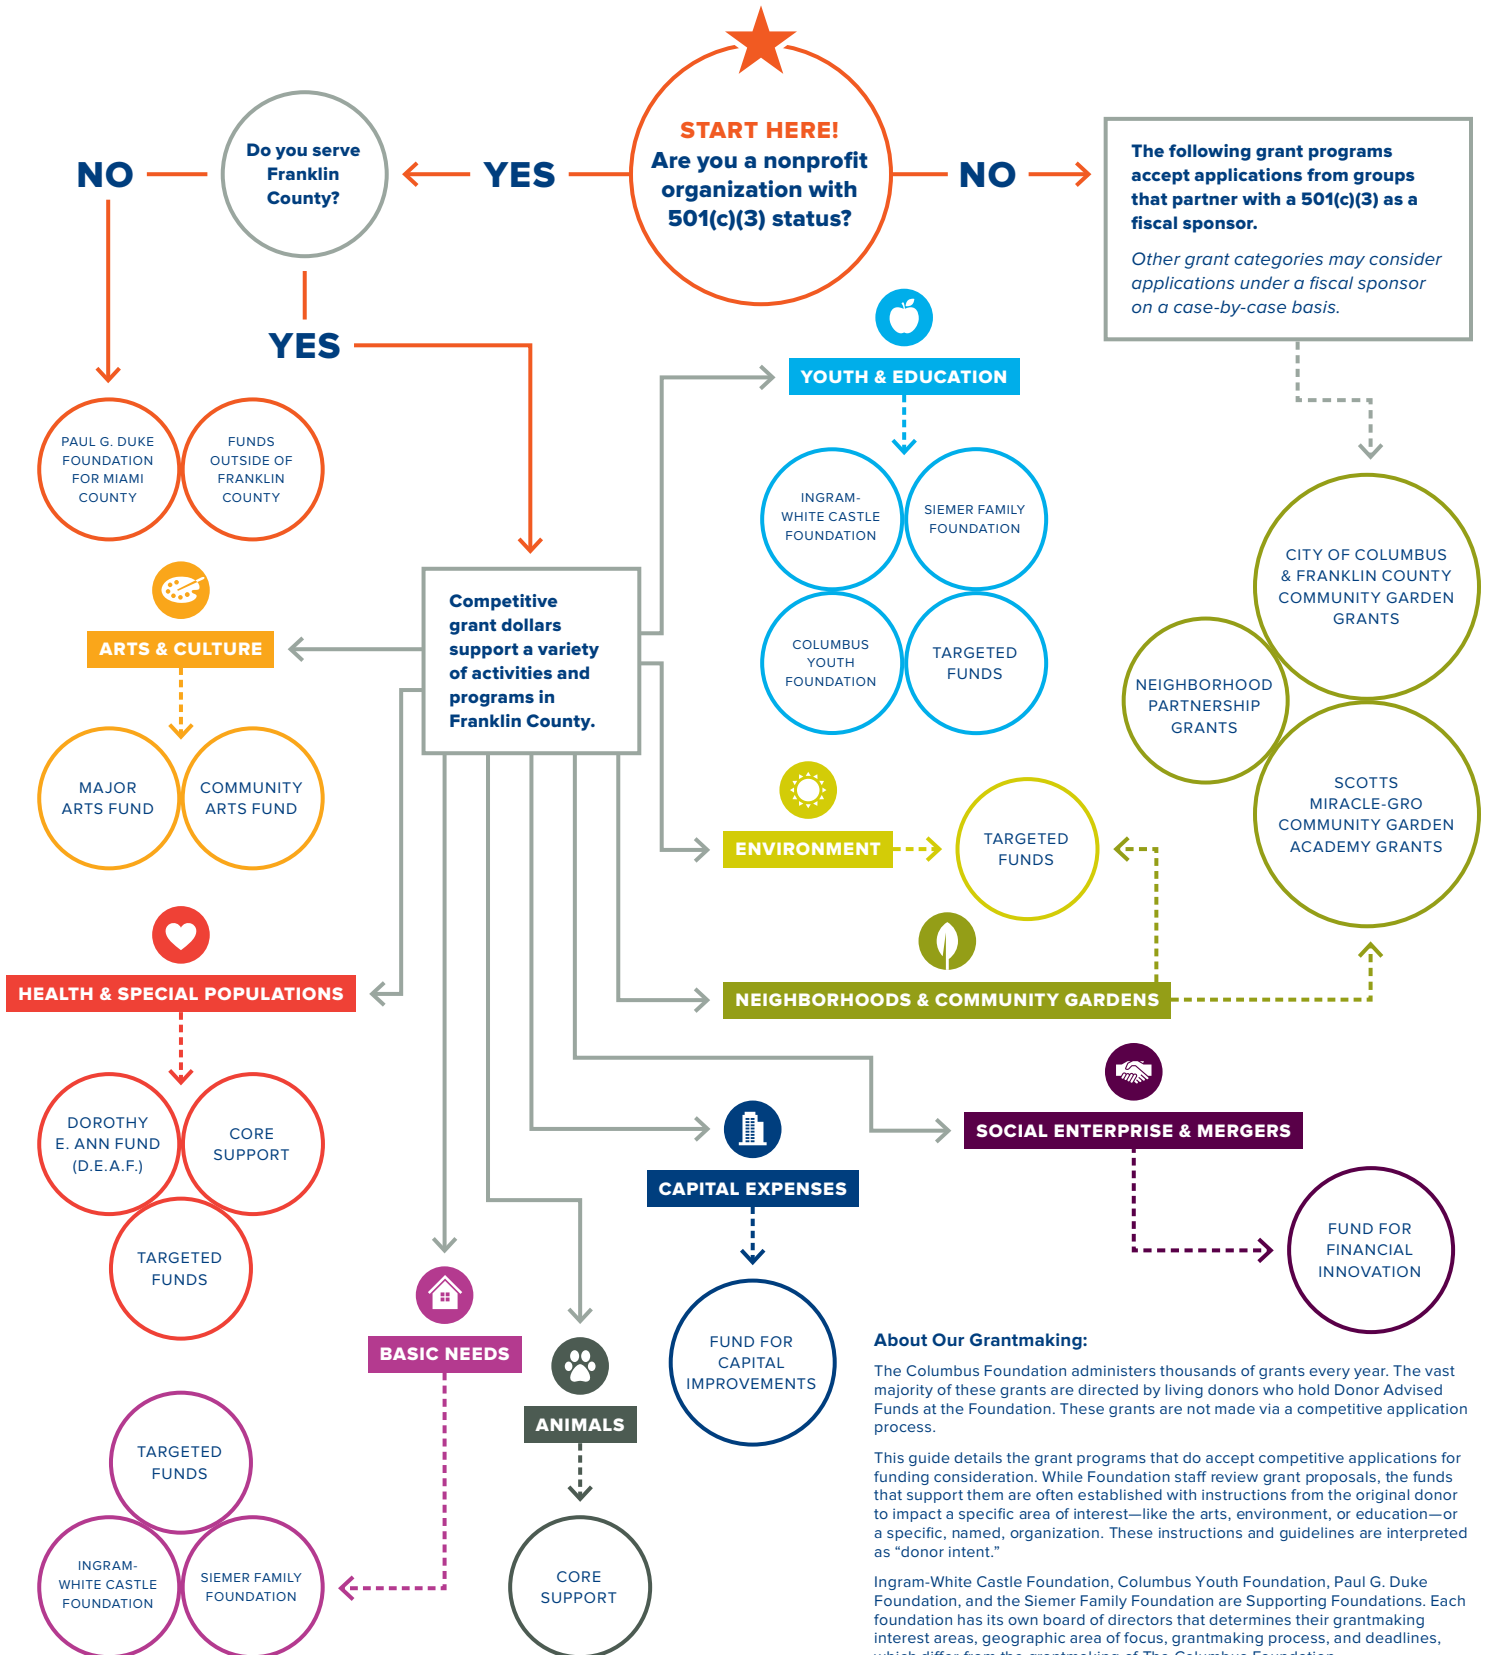 START HERE!
Are you a nonprofit
organization with
501(c)(3) status?
YES
Do you serve
Franklin
County?
NO
YES
NO
The following grant programs
accept applications from groups
that partner with a 501(c)(3) as a
fiscal sponsor.
Other grant categories may consider
applications under a fiscal sponsor
on a case-by-case basis.
PAUL G. DUKE
FOUNDATION
FOR MIAMI
COUNTY
FUNDS
OUTSIDE OF
FRANKLIN
COUNTY
Competitive
grant dollars
support a variety
of activities and
programs in
Franklin County.
YOUTH & EDUCATION
INGRAM-
WHITE CASTLE
FOUNDATION
SIEMER FAMILY
FOUNDATION
COLUMBUS
YOUTH
FOUNDATION
TARGETED
FUNDS
CITY OF COLUMBUS
& FRANKLIN COUNTY
COMMUNITY GARDEN
GRANTS
NEIGHBORHOOD
PARTNERSHIP
GRANTS
SCOTTS
MIRACLE-GRO
COMMUNITY GARDEN
ACADEMY GRANTS
ARTS & CULTURE
MAJOR
ARTS FUND
COMMUNITY
ARTS FUND
ENVIRONMENT
TARGETED
FUNDS
NEIGHBORHOODS & COMMUNITY GARDENS
HEALTH & SPECIAL POPULATIONS
DOROTHY
E. ANN FUND
(D.E.A.F.)
CORE
SUPPORT
TARGETED
FUNDS
SOCIAL ENTERPRISE & MERGERS
FUND FOR
FINANCIAL
INNOVATION
CAPITAL EXPENSES
FUND FOR
CAPITAL
IMPROVEMENTS
BASIC NEEDS
TARGETED
FUNDS
INGRAM-
WHITE CASTLE
FOUNDATION
SIEMER FAMILY
FOUNDATION
ANIMALS
CORE
SUPPORT
About Our Grantmaking:
The Columbus Foundation administers thousands of grants every year. The vast
majority of these grants are directed by living donors who hold Donor Advised
Funds at the Foundation. These grants are not made via a competitive application
process.
This guide details the grant programs that do accept competitive applications for
funding consideration. While Foundation staff review grant proposals, the funds
that support them are often established with instructions from the original donor
to impact a specific area of interest—like the arts, environment, or education—or
a specific, named, organization. These instructions and guidelines are interpreted
as “donor intent.”
Ingram-White Castle Foundation, Columbus Youth Foundation, Paul G. Duke
Foundation, and the Siemer Family Foundation are Supporting Foundations. Each
foundation has its own board of directors that determines their grantmaking
interest areas, geographic area of focus, grantmaking process, and deadlines,
which differ from the grantmaking of The Columbus Foundation.